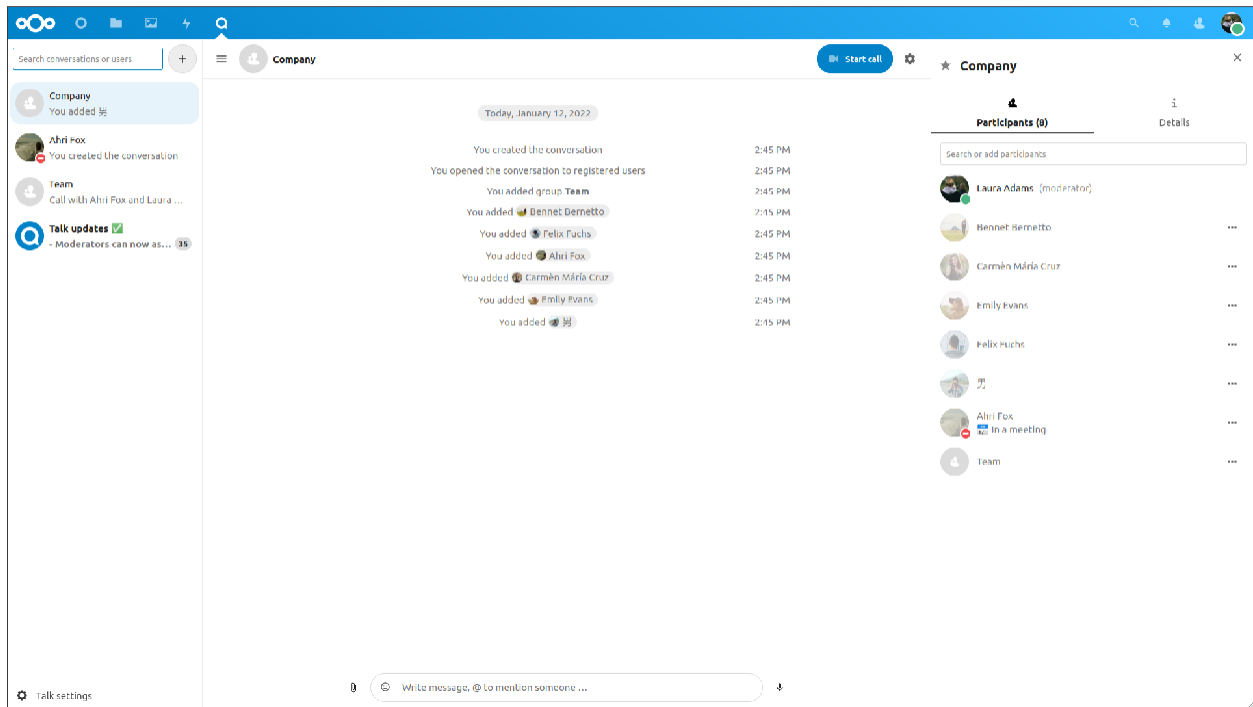 Search conversations or users
Company
You added 男
Ahri Fox
You created the conversation
Team
Call with Ahri Fox and Laura ...
Talk updates ✅
- Moderators can now as... 35
Talk settings
Company
Start call
Today, January 12, 2022
You created the conversation 2:45 PM
You opened the conversation to registered users 2:45 PM
You added group Team 2:45 PM
You added Bennet Bernetto 2:45 PM
You added Felix Fuchs 2:45 PM
You added Ahri Fox 2:45 PM
You added Carmèn Máría Cruz 2:45 PM
You added Emily Evans 2:45 PM
You added 男 2:45 PM
Write message, @ to mention someone ...
Company
Participants (8)
Details
Search or add participants
Laura Adams (moderator)
Bennet Bernetto
Carmèn Máría Cruz
Emily Evans
Felix Fuchs
男
Ahri Fox
In a meeting
Team